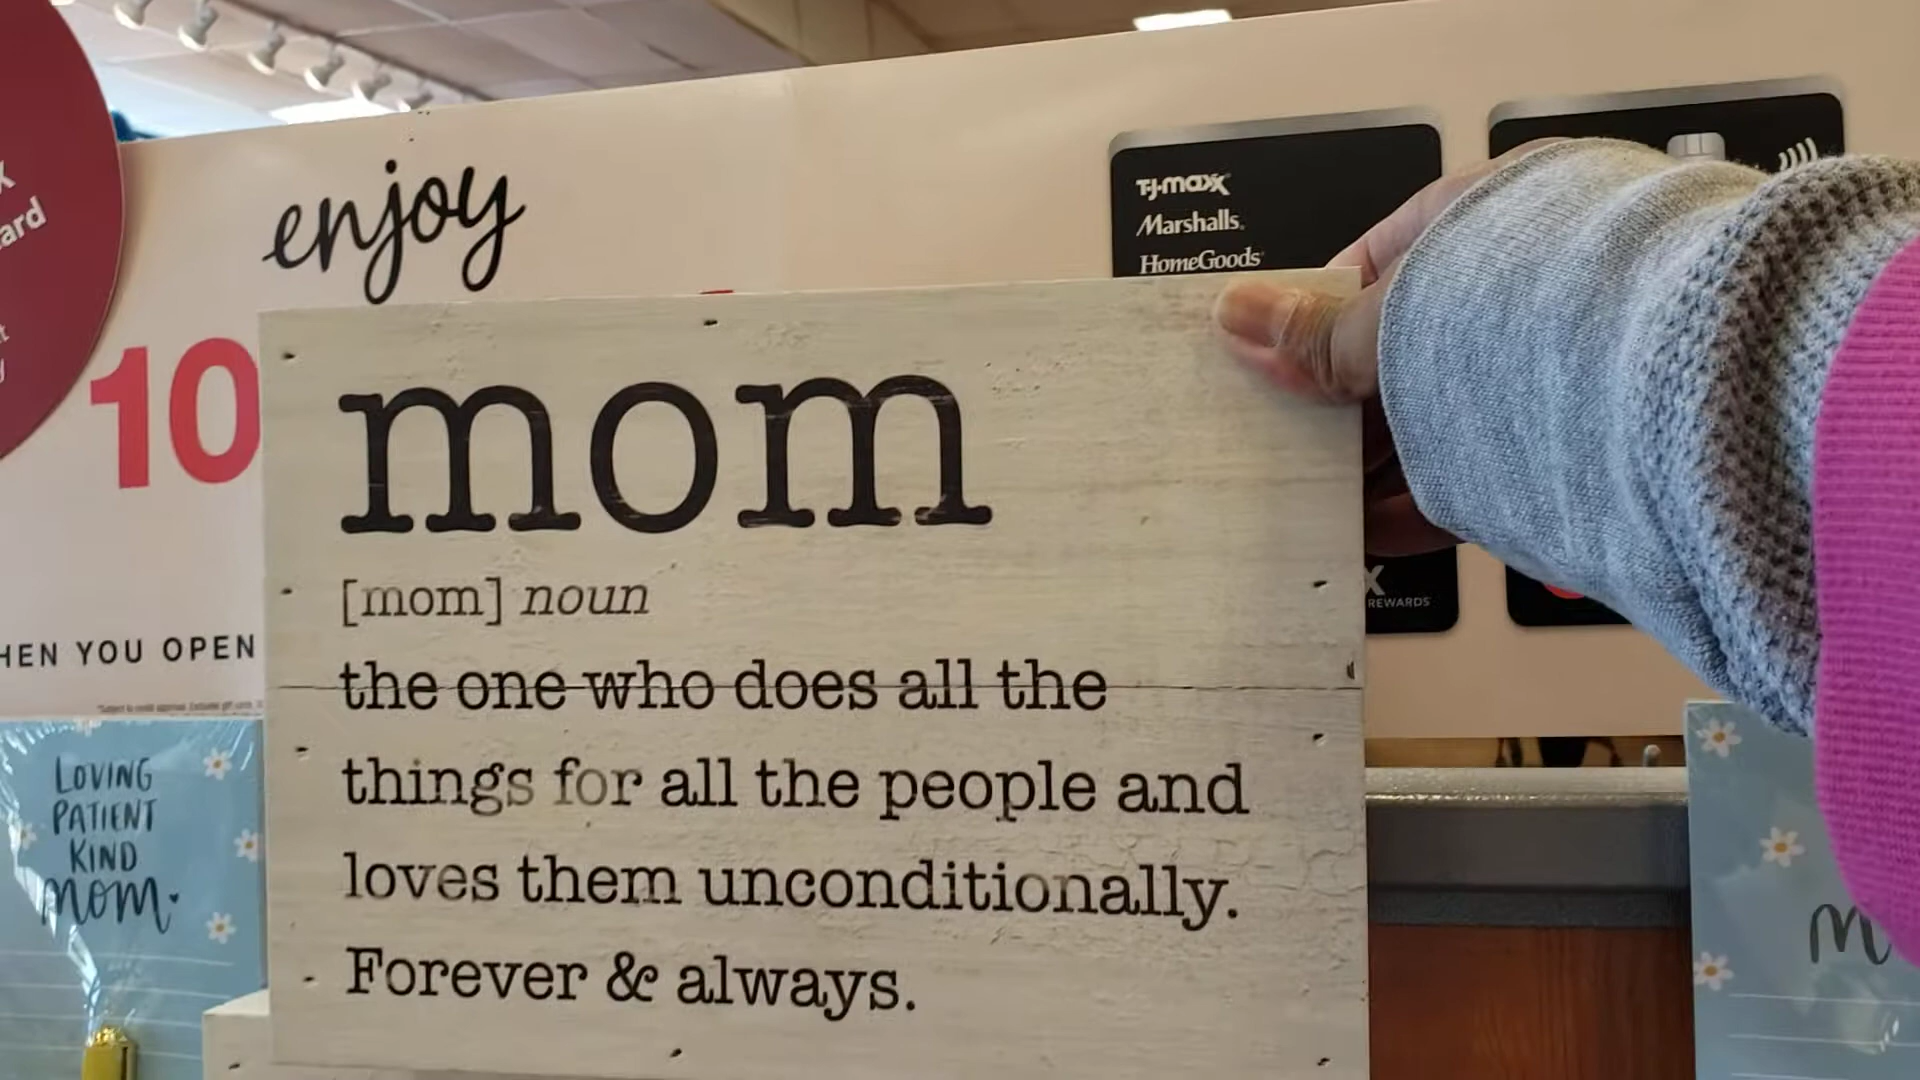 enjoy
10
YOU OPEN
T·J·maxx
Marshalls
HomeGoods
REWARDS
mom
[mom] noun
the one who does all the
things for all the people and
loves them unconditionally.
Forever & always.
LOVING
PATIENT
KIND
mom.